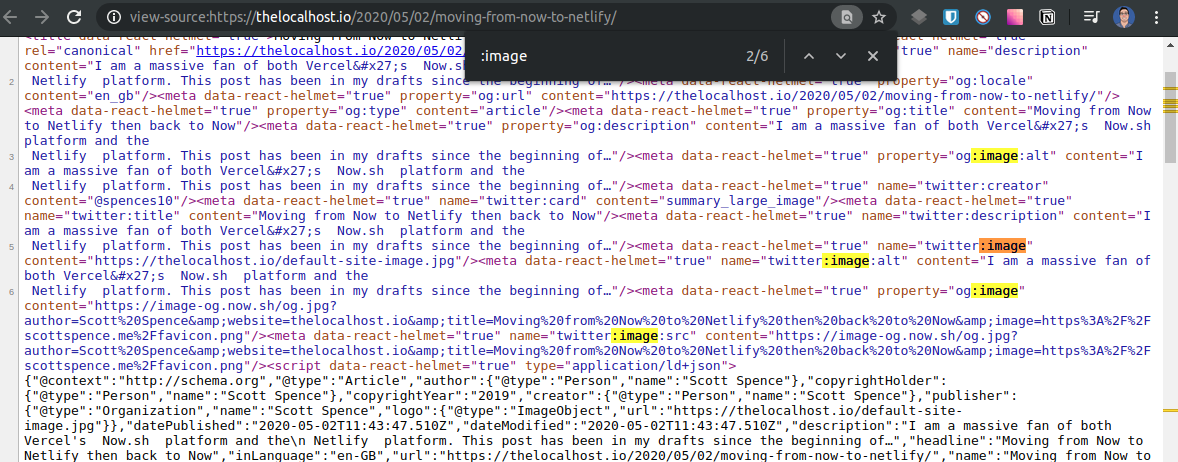 view-source:https://thelocalhost.io/2020/05/02/moving-from-now-to-netlify/
:image 2/6
rel="canonical" href="https://thelocalhost.io/2020/05/02 true" name="description"
content="I am a massive fan of both Vercel&#x27;s Now.sh
2 Netlify platform. This post has been in my drafts since the beginning of…"/><meta data-react-helmet="true" property="og:locale"
content="en_gb"/><meta data-react-helmet="true" property="og:url" content="https://thelocalhost.io/2020/05/02/moving-from-now-to-netlify/"/>
<meta data-react-helmet="true" property="og:type" content="article"/><meta data-react-helmet="true" property="og:title" content="Moving from Now
to Netlify then back to Now"/><meta data-react-helmet="true" property="og:description" content="I am a massive fan of both Vercel&#x27;s Now.sh
platform and the
3 Netlify platform. This post has been in my drafts since the beginning of…"/><meta data-react-helmet="true" property="og:image:alt" content="I
am a massive fan of both Vercel&#x27;s Now.sh platform and the
4 Netlify platform. This post has been in my drafts since the beginning of…"/><meta data-react-helmet="true" name="twitter:creator"
content="@spences10"/><meta data-react-helmet="true" name="twitter:card" content="summary_large_image"/><meta data-react-helmet="true"
name="twitter:title" content="Moving from Now to Netlify then back to Now"/><meta data-react-helmet="true" name="twitter:description" content="I
am a massive fan of both Vercel&#x27;s Now.sh platform and the
5 Netlify platform. This post has been in my drafts since the beginning of…"/><meta data-react-helmet="true" name="twitter:image"
content="https://thelocalhost.io/default-site-image.jpg"/><meta data-react-helmet="true" name="twitter:image:alt" content="I am a massive fan of
both Vercel&#x27;s Now.sh platform and the
6 Netlify platform. This post has been in my drafts since the beginning of…"/><meta data-react-helmet="true" property="og:image"
content="https://image-og.now.sh/og.jpg?
author=Scott%20Spence&amp;website=thelocalhost.io&amp;title=Moving%20from%20Now%20to%20Netlify%20then%20back%20to%20Now&amp;image=https%3A%2F%2F
scottspence.me%2Ffavicon.png"/><meta data-react-helmet="true" name="twitter:image:src" content="https://image-og.now.sh/og.jpg?
author=Scott%20Spence&amp;website=thelocalhost.io&amp;title=Moving%20from%20Now%20to%20Netlify%20then%20back%20to%20Now&amp;image=https%3A%2F%2F
scottspence.me%2Ffavicon.png"/><script data-react-helmet="true" type="application/ld+json">
{"@context":"http://schema.org","@type":"Article","author":{"@type":"Person","name":"Scott Spence"},"copyrightHolder":
{"@type":"Person","name":"Scott Spence"},"copyrightYear":"2019","creator":{"@type":"Person","name":"Scott Spence"},"publisher":
{"@type":"Organization","name":"Scott Spence","logo":{"@type":"ImageObject","url":"https://thelocalhost.io/default-site-
image.jpg"}},"datePublished":"2020-05-02T11:43:47.510Z","dateModified":"2020-05-02T11:43:47.510Z","description":"I am a massive fan of both
Vercel's Now.sh platform and the\n Netlify platform. This post has been in my drafts since the beginning of…","headline":"Moving from Now to
Netlify then back to Now","inLanguage":"en-GB","url":"https://thelocalhost.io/2020/05/02/moving-from-now-to-netlify/","name":"Moving from Now to